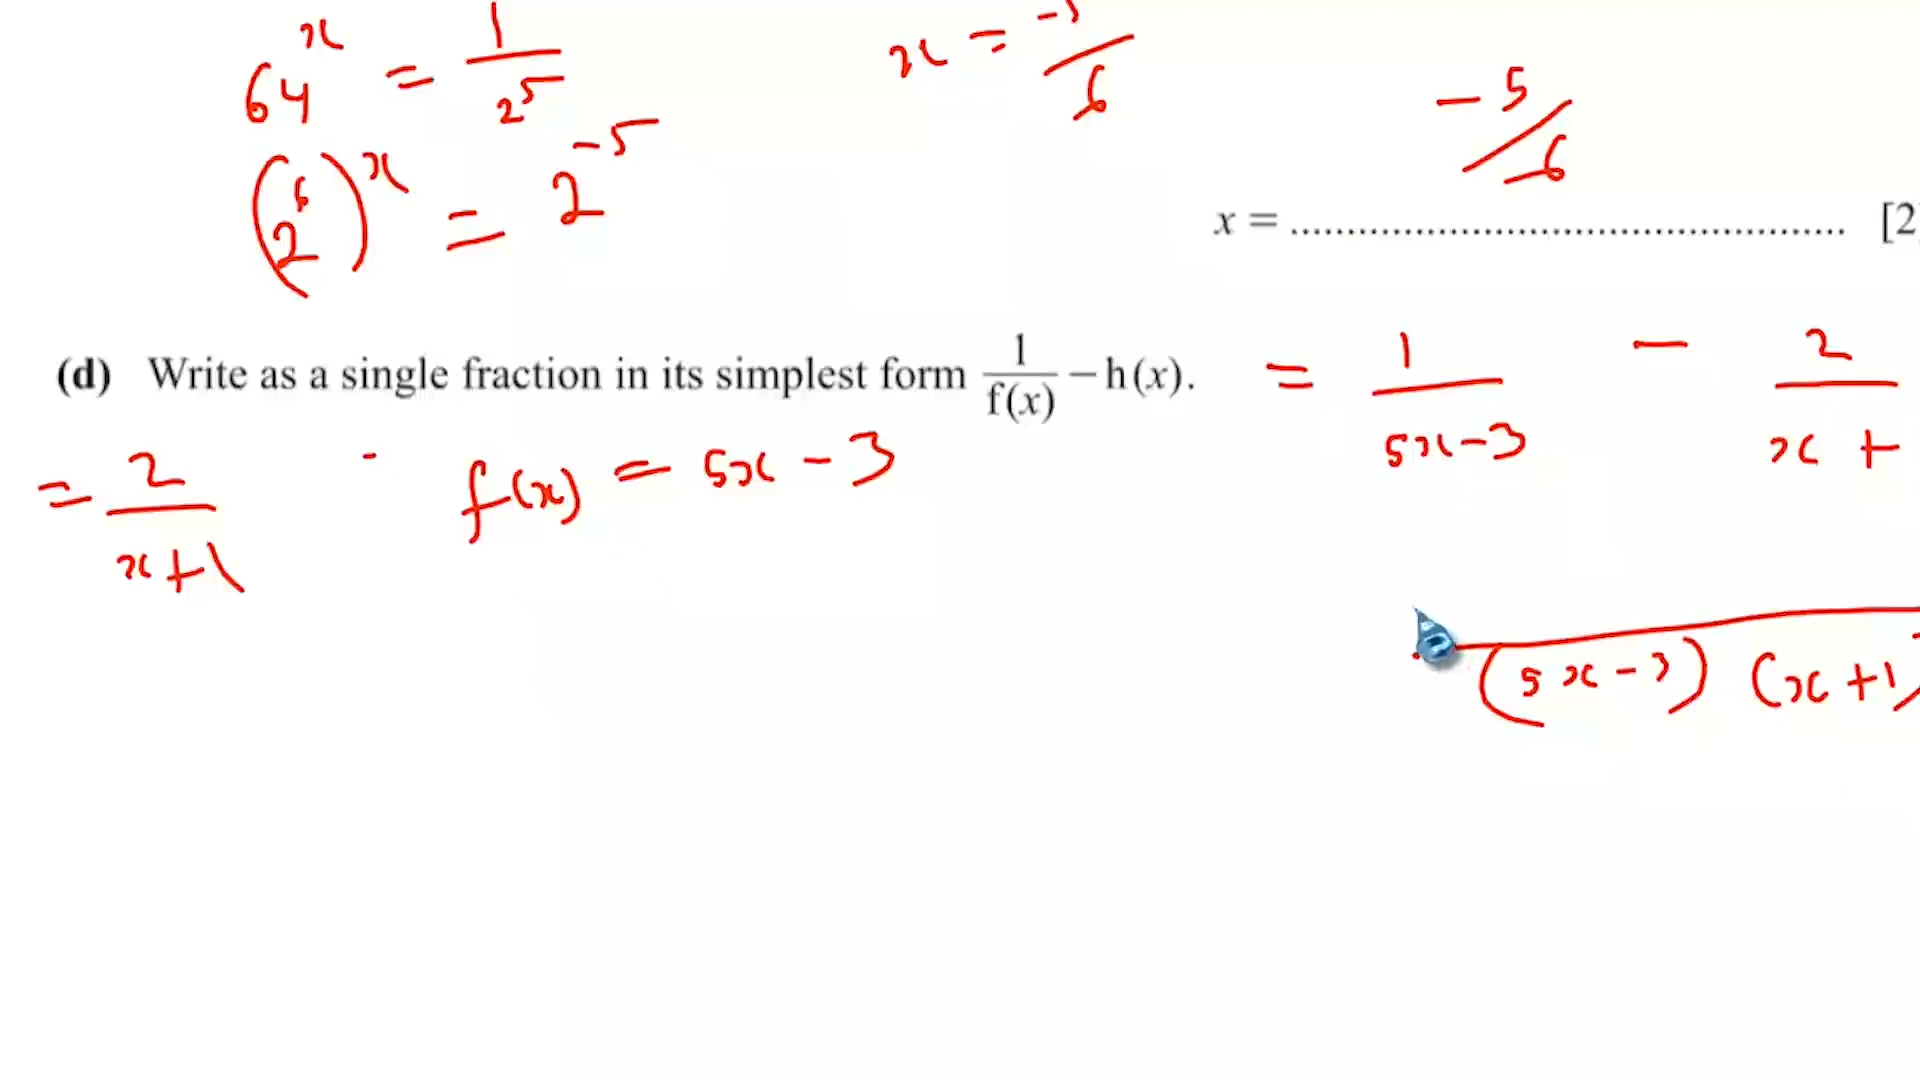 64^x = 1/2^5
(2^6)^x = 2^-5
x = -5/6
-5/6
x = ........................................ [2
(d) Write as a single fraction in its simplest form 1/f(x) − h(x). = 1/5x-3 - 2/x +
= 2/x+1 f(x) = 5x - 3
(5x-3) (x+1)